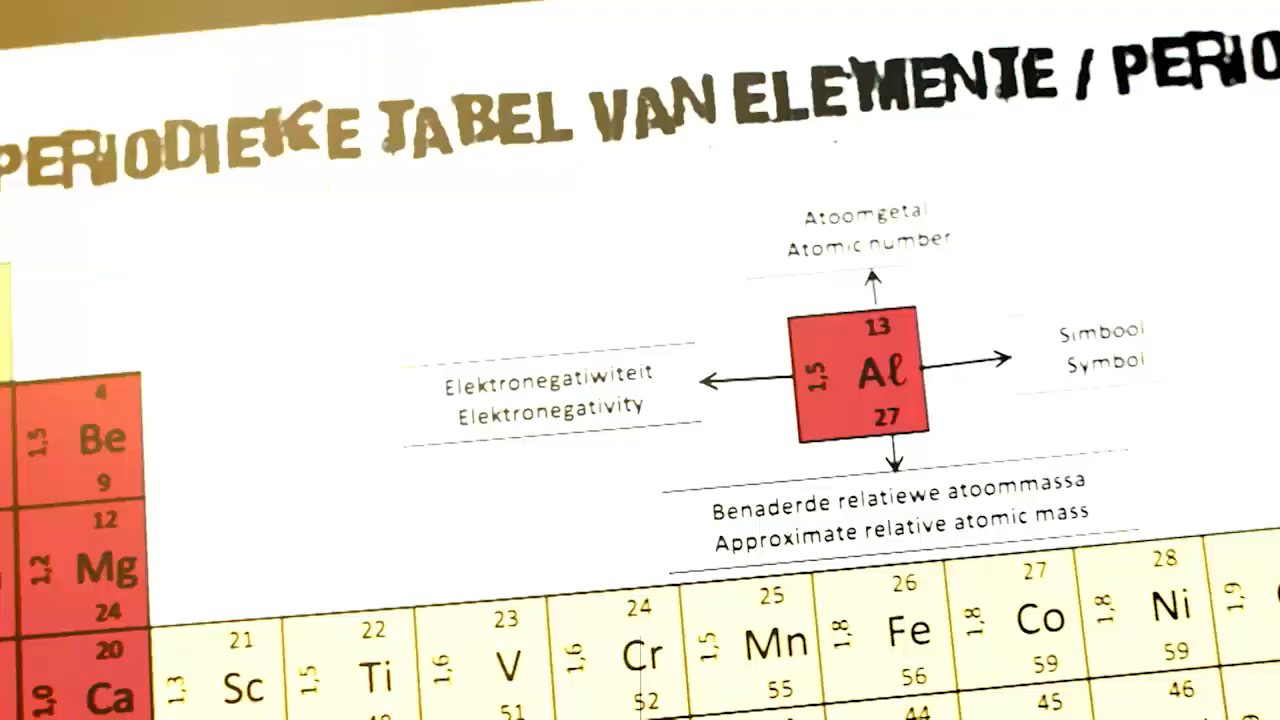 PERIODIEKE TABEL VAN ELEMENTE / PERIO
Atoomgetal
Atomic number
13
1,5 Al
27
Simbool
Symbol
Elektronegatiwiteit
Elektronegativity
Benaderde relatiewe atoommassa
Approximate relative atomic mass
4
1,5 Be
9
12
1,2 Mg
24
20
1,0 Ca
21
1,3 Sc
22
1,5 Ti
23
1,6 V
51
24
1,6 Cr
52
25
1,5 Mn
55
26
1,8 Fe
56
27
1,8 Co
59
28
1,8 Ni
59
1,9
44
45
46